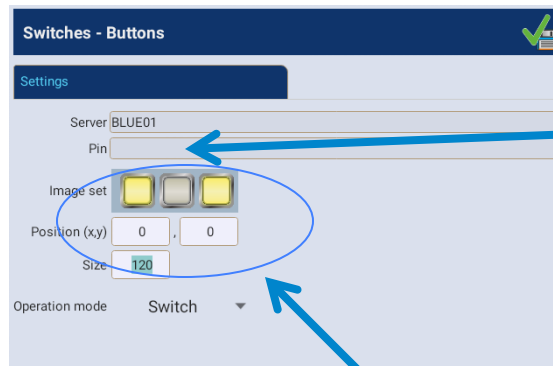 Switches - Buttons
Settings
Server BLUE01
Pin
Image set
Position (x,y) 0 , 0
Size 120
Operation mode Switch